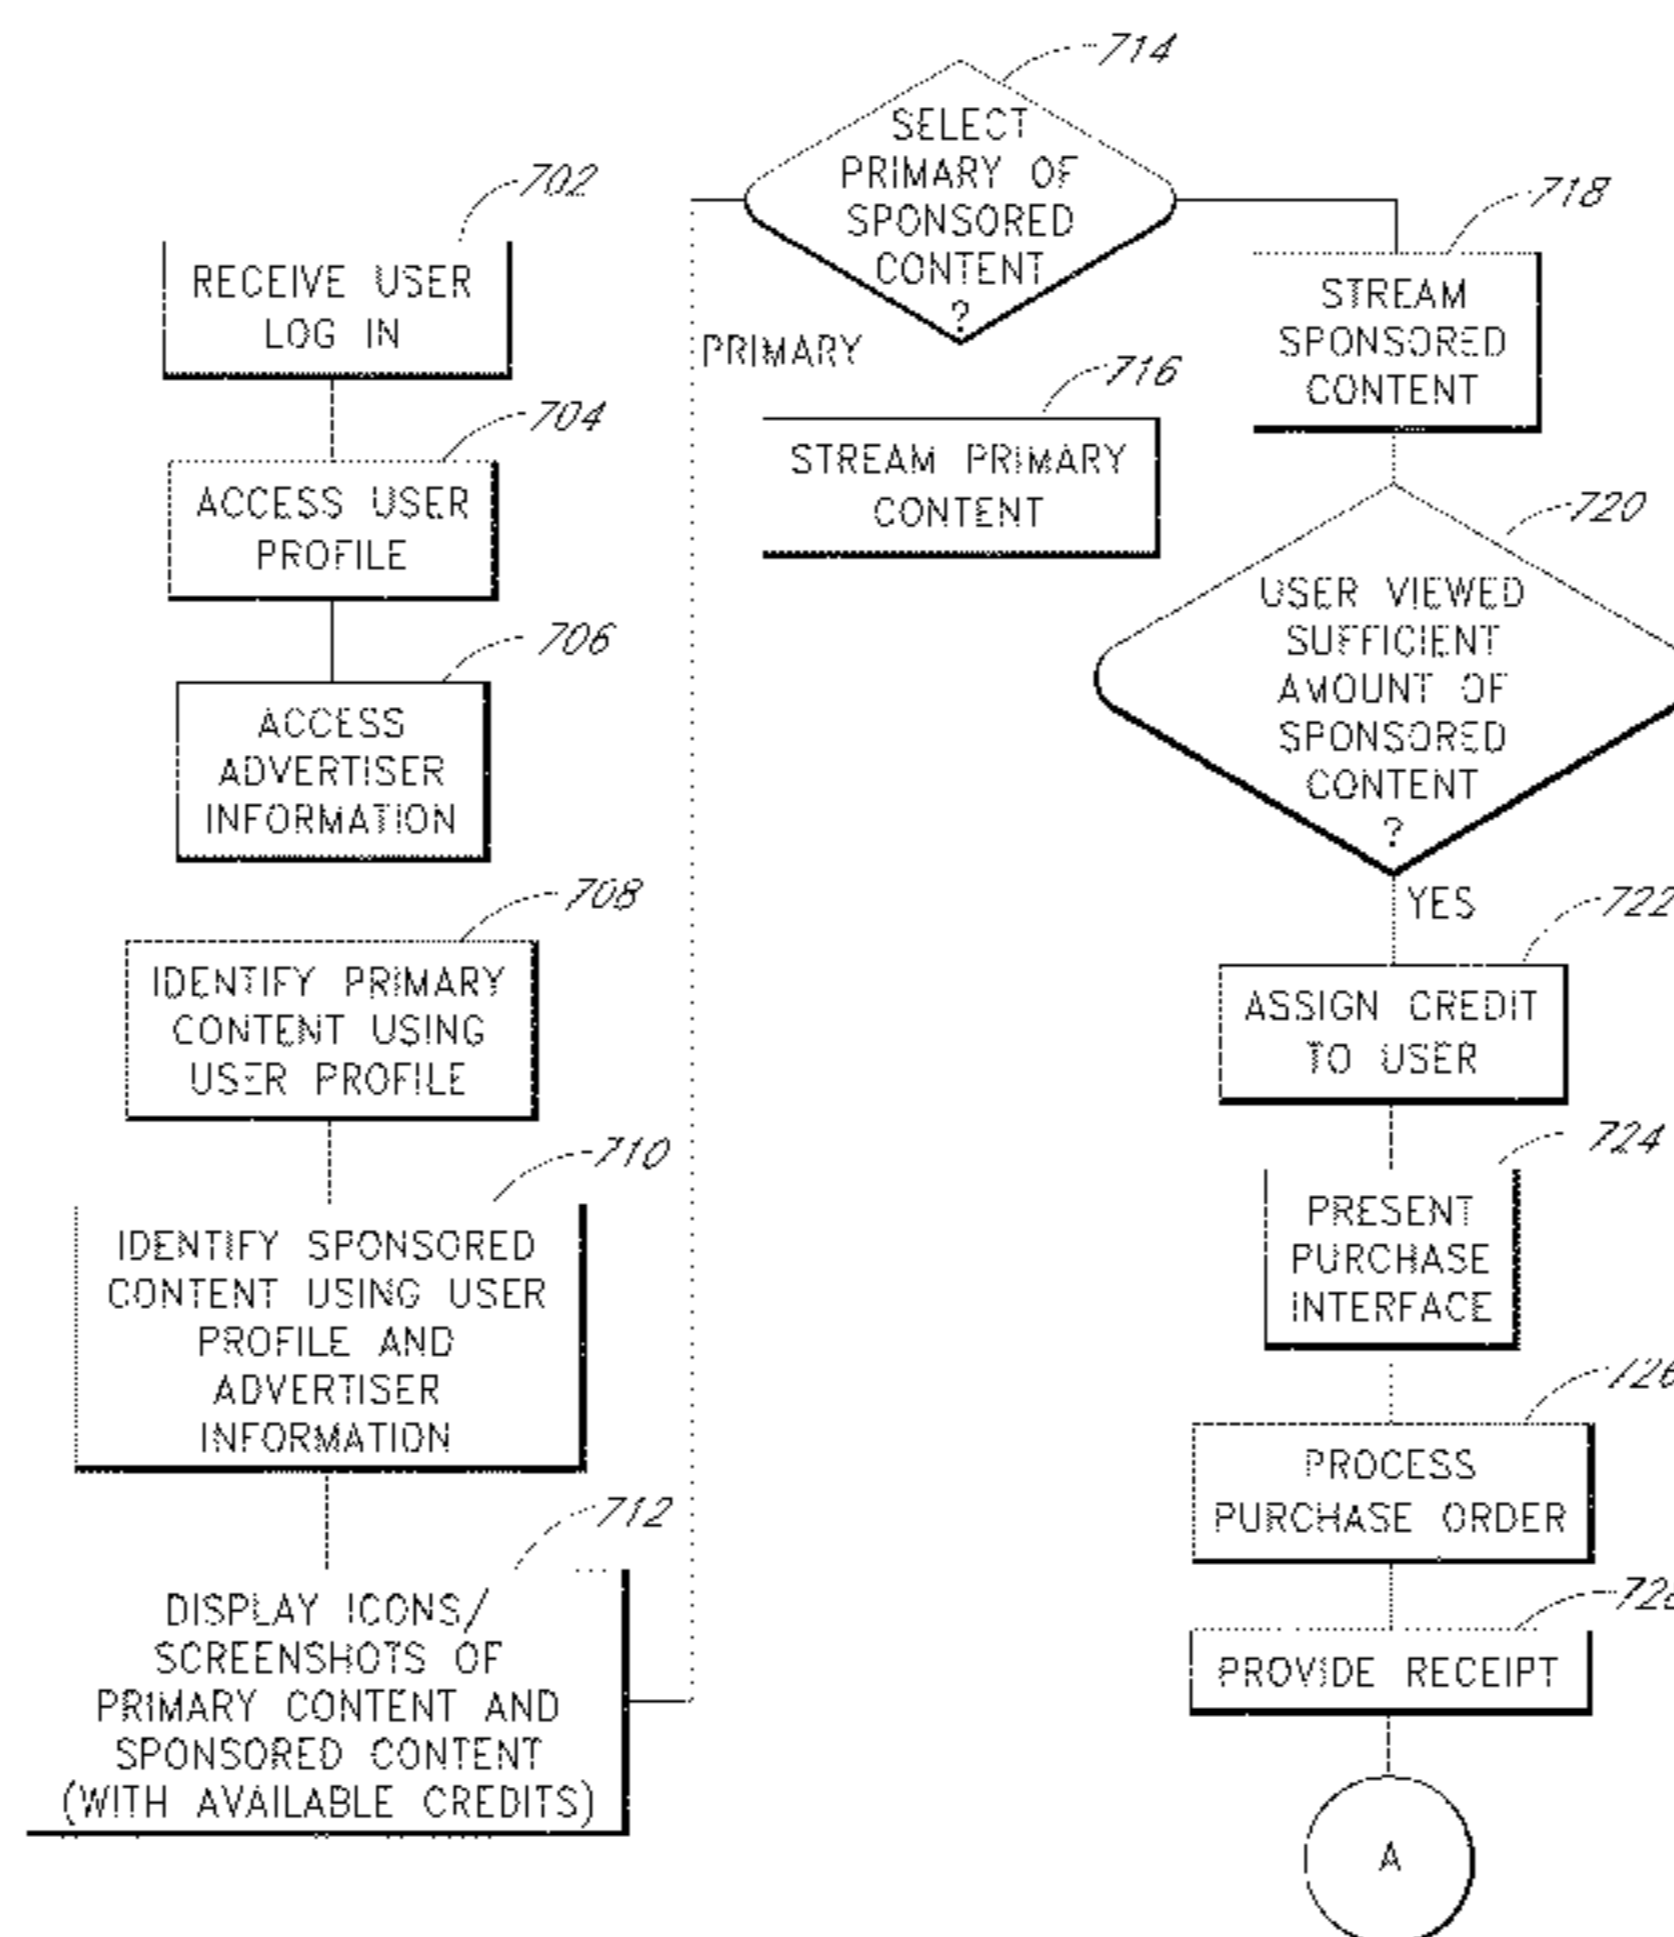 702
RECEIVE USER
LOG IN
704
ACCESS USER
PROFILE
706
ACCESS
ADVERTISER
INFORMATION
708
IDENTIFY PRIMARY
CONTENT USING
USER PROFILE
710
IDENTIFY SPONSORED
CONTENT USING USER
PROFILE AND
ADVERTISER
INFORMATION
712
DISPLAY ICONS/
SCREENSHOTS OF
PRIMARY CONTENT AND
SPONSORED CONTENT
(WITH AVAILABLE CREDITS)
714
SELECT
PRIMARY OF
SPONSORED
CONTENT
?
PRIMARY
716
STREAM PRIMARY
CONTENT
718
STREAM
SPONSORED
CONTENT
720
USER VIEWED
SUFFICIENT
AMOUNT OF
SPONSORED
CONTENT
?
YES
722
ASSIGN CREDIT
TO USER
724
PRESENT
PURCHASE
INTERFACE
726
PROCESS
PURCHASE ORDER
728
PROVIDE RECEIPT
A